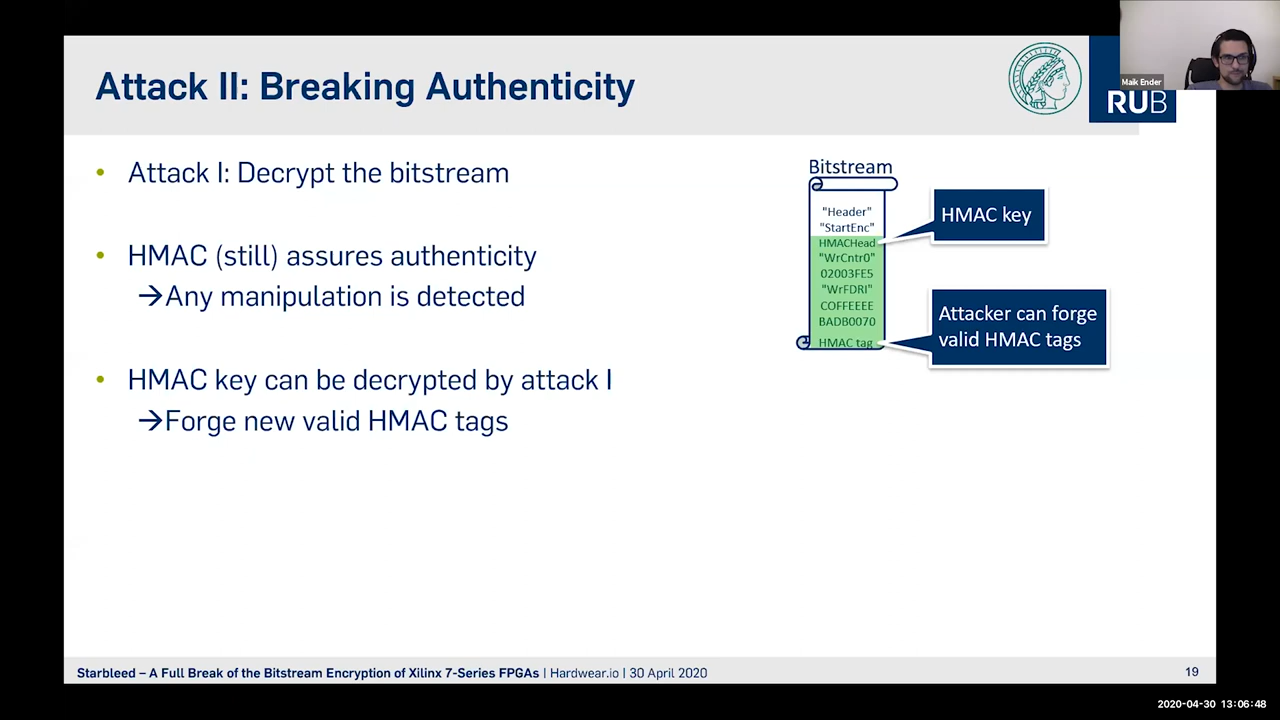 Attack II: Breaking Authenticity
Maik Ender
RUB
• Attack I: Decrypt the bitstream
• HMAC (still) assures authenticity
→Any manipulation is detected
• HMAC key can be decrypted by attack I
→Forge new valid HMAC tags
Bitstream
"Header"
"StartEnc"
HMACHead
"WrCntr0"
02003FE5
"WrFDRI"
COFFEEEE
BADB0070
HMAC tag
HMAC key
Attacker can forge
valid HMAC tags
Starbleed – A Full Break of the Bitstream Encryption of Xilinx 7-Series FPGAs | Hardwear.io | 30 April 2020
19
2020-04-30 13:06:48